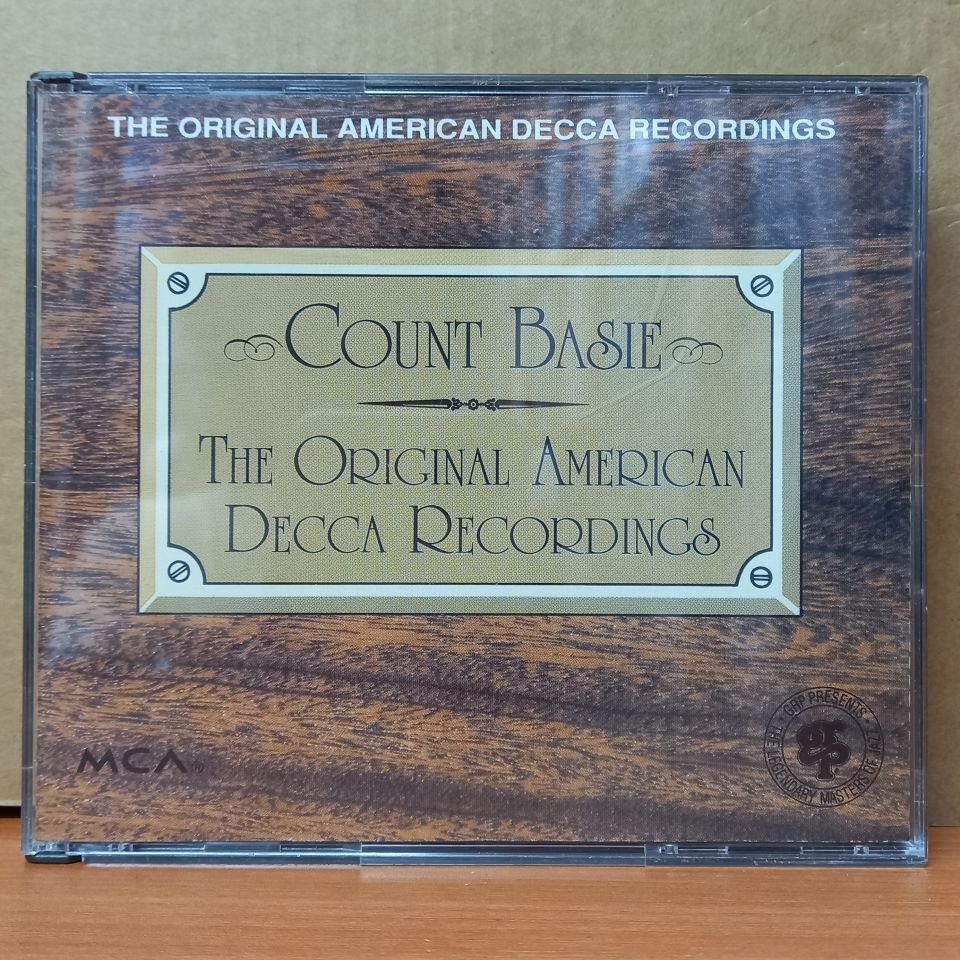 THE ORIGINAL AMERICAN DECCA RECORDINGS
COUNT BASIE
THE ORIGINAL AMERICAN
DECCA RECORDINGS
MCA
GRP PRESENTS
GRP
THE LEGENDARY MASTERS OF JAZZ